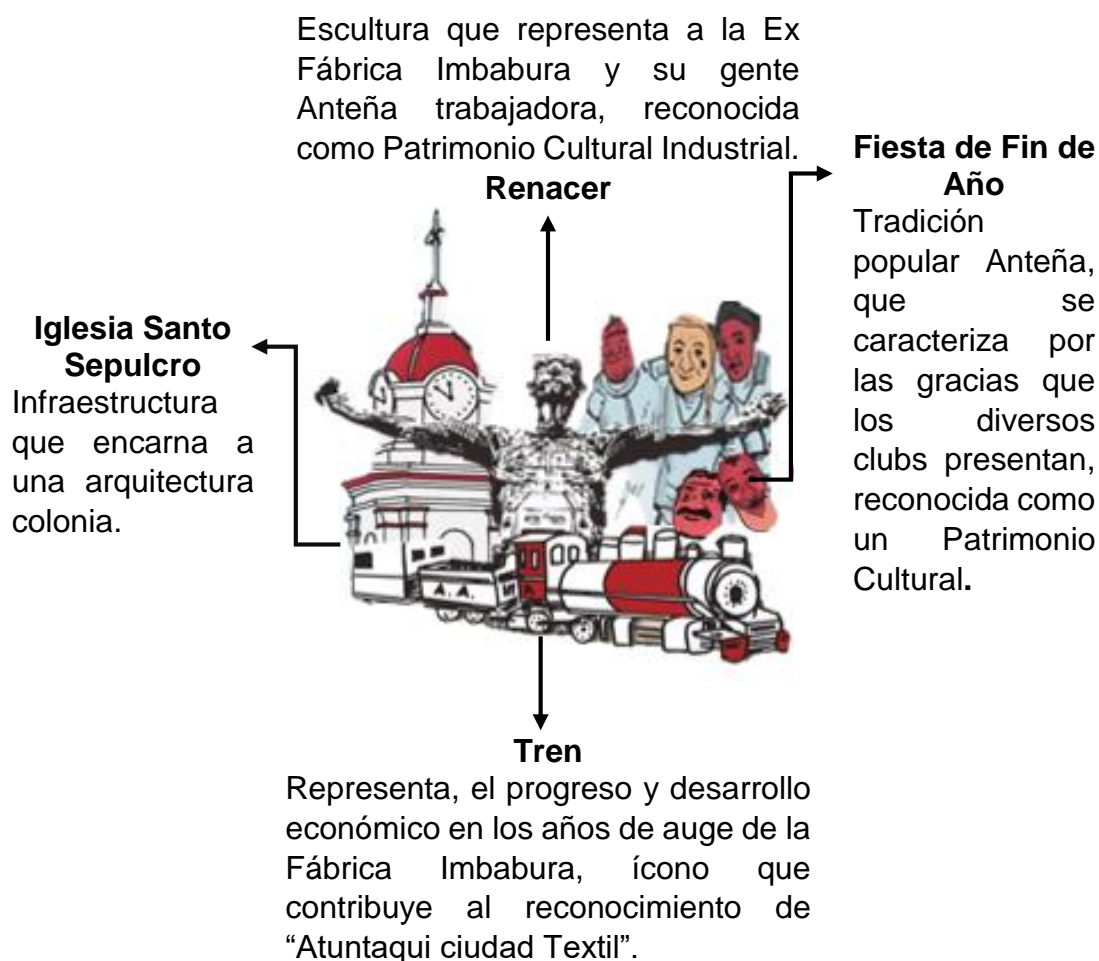 Escultura que representa a la Ex
Fábrica Imbabura y su gente
Anteña trabajadora, reconocida
como Patrimonio Cultural Industrial.
Renacer
Fiesta de Fin de
Año
Tradición
popular Anteña,
que se
caracteriza por
las gracias que
los diversos
clubs presentan,
reconocida como
un Patrimonio
Cultural.
Iglesia Santo
Sepulcro
Infraestructura
que encarna a
una arquitectura
colonia.
A. A.
Tren
Representa, el progreso y desarrollo
económico en los años de auge de la
Fábrica Imbabura, ícono que
contribuye al reconocimiento de
“Atuntaqui ciudad Textil”.